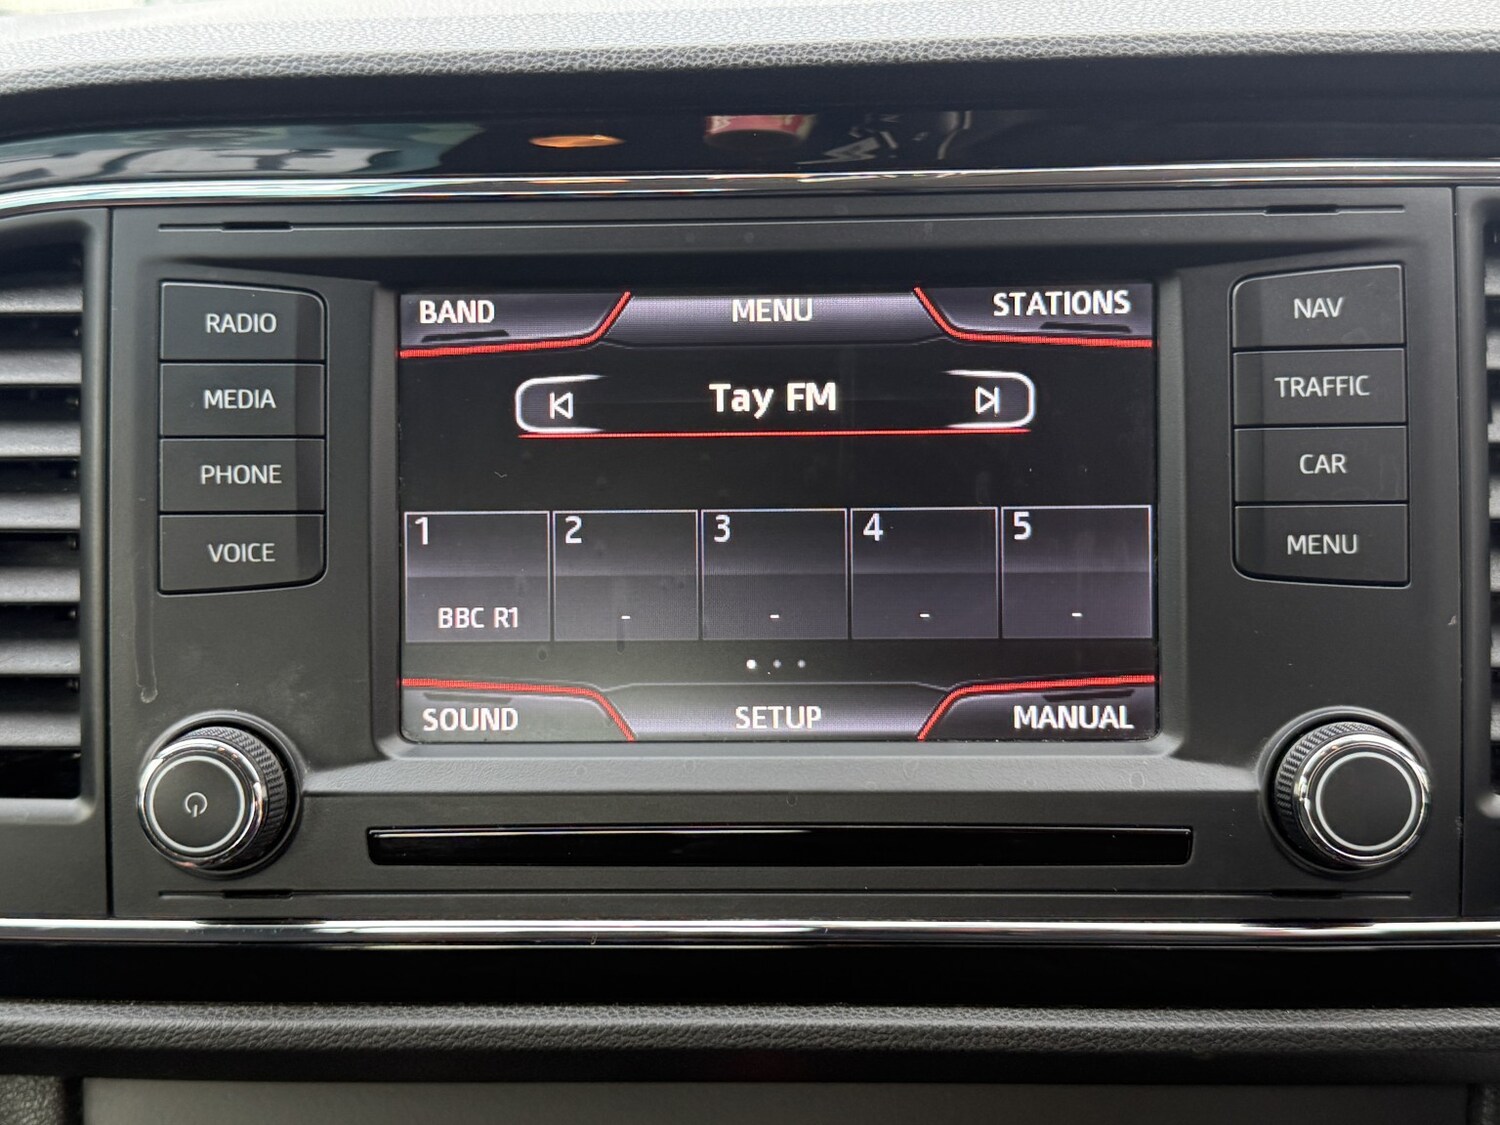 RADIO
MEDIA
PHONE
VOICE
BAND MENU STATIONS
Tay FM
1 2 3 4 5
BBC R1 - - - -
SOUND SETUP MANUAL
NAV
TRAFFIC
CAR
MENU